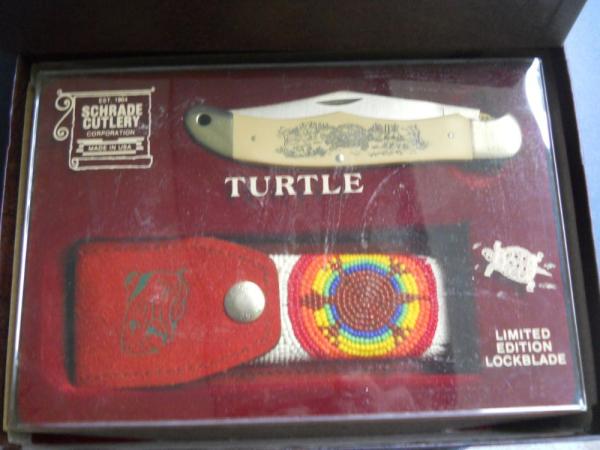 EST. 1904
SCHRADE
CUTLERY
CORPORATION
MADE IN USA
TURTLE
LIMITED
EDITION
LOCKBLADE